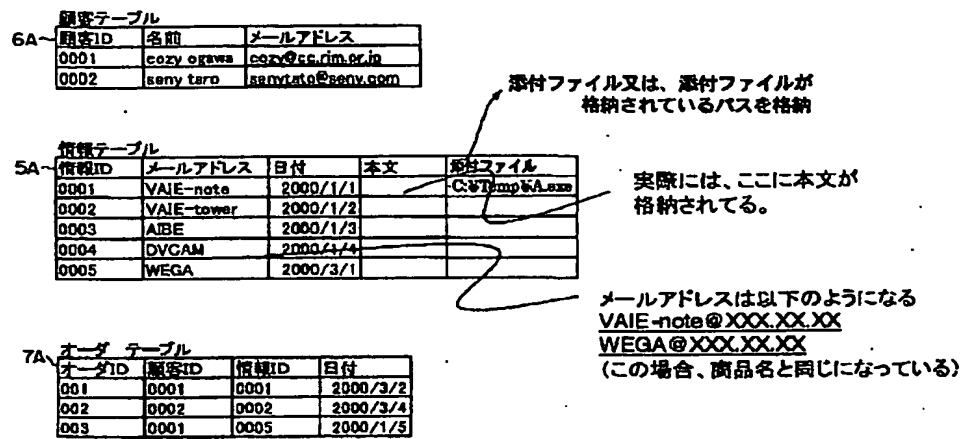 顧客テーブル
6A 顧客ID 名前 メールアドレス
0001 cozy ogawa cozy@cc.rim.or.jp
0002 seny taro senytato@seny.com
添付ファイル又は、添付ファイルが
格納されているパスを格納
情報テーブル
5A 情報ID メールアドレス 日付 本文 添付ファイル
0001 VAIE-note 2000/1/1 C:¥Temp¥A.exe
0002 VAIE-tower 2000/1/2
0003 AIBE 2000/1/3
0004 DVCAM 2000/1/4
0005 WEGA 2000/3/1
実際には、ここに本文が
格納されてる。
メールアドレスは以下のようになる
VAIE-note@XXX.XX.XX
WEGA@XXX.XX.XX
(この場合、商品名と同じになっている)
7A オーダ テーブル
オーダID 顧客ID 情報ID 日付
001 0001 0001 2000/3/2
002 0002 0002 2000/3/4
003 0001 0005 2000/1/5